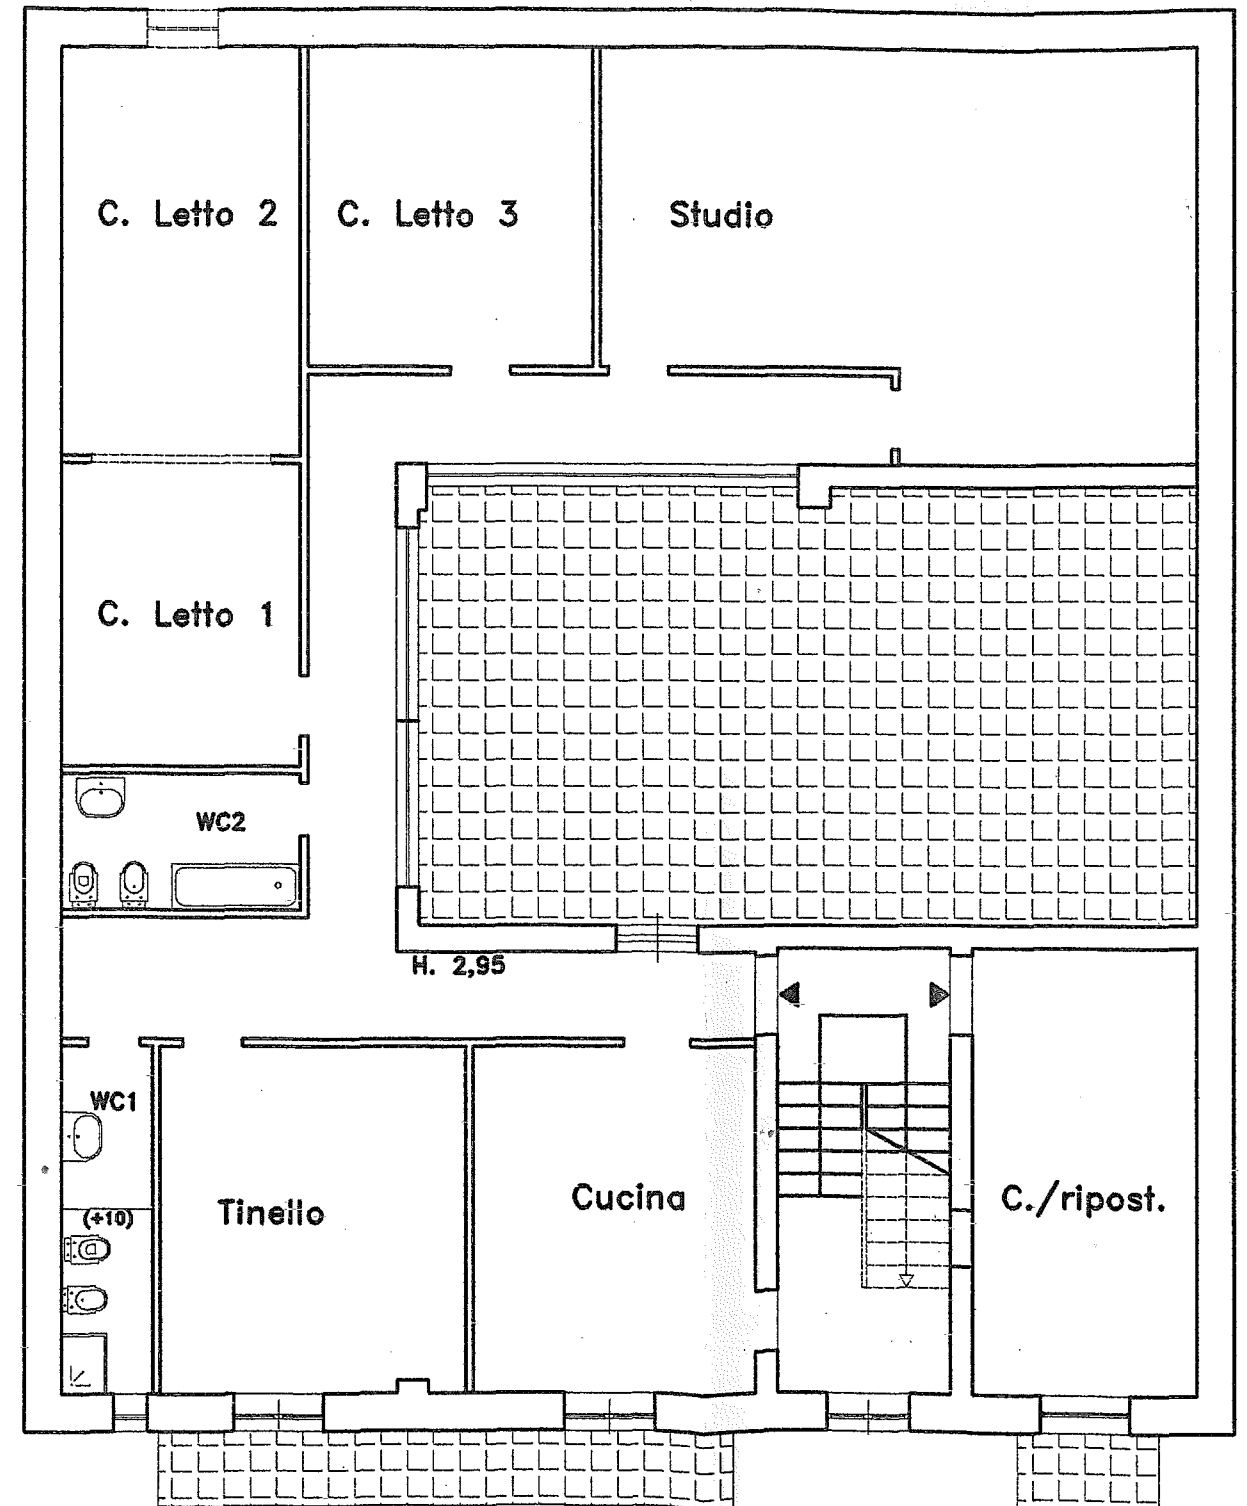 C. Letto 2
C. Letto 3
Studio
C. Letto 1
WC2
H. 2,95
WC1
(+10)
Tinello
Cucina
C./ripost.